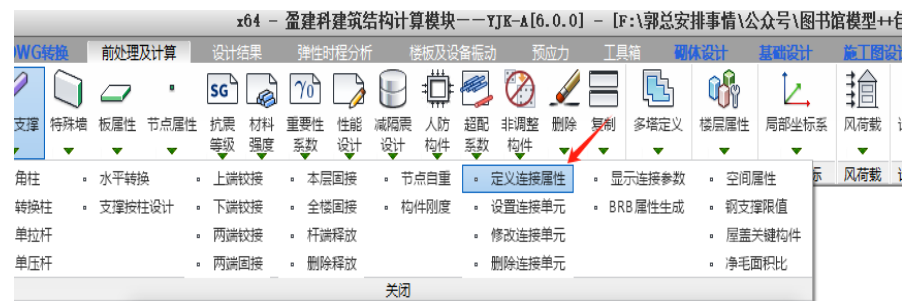 x64 - 盈建科建筑结构计算模块——YJK-A[6.0.0] - [F:\郭总安排事情\公众号\图书馆模型++
DWG转换 前处理及计算 设计结果 弹性时程分析 楼板及设备振动 预应力 工具箱 砌体设计 基础设计 施工图设
支撑 特殊墙 板属性 节点属性 抗震等级 材料强度 重要性系数 性能设计 减隔震设计 人防构件 超配系数 非调整构件 删除 复制 多塔定义 楼层属性 局部坐标系 风荷载
角柱 水平转换 上端铰接 本层固接 节点自重 定义连接属性 显示连接参数 空间属性 风荷载
转换柱 支撑按柱设计 下端铰接 全楼固接 构件刚度 设置连接单元 BRB属性生成 钢支撑限值
单拉杆 两端铰接 杆端释放 修改连接单元 屋盖关键构件
单压杆 两端固接 删除释放 删除连接单元 净毛面积比
关闭